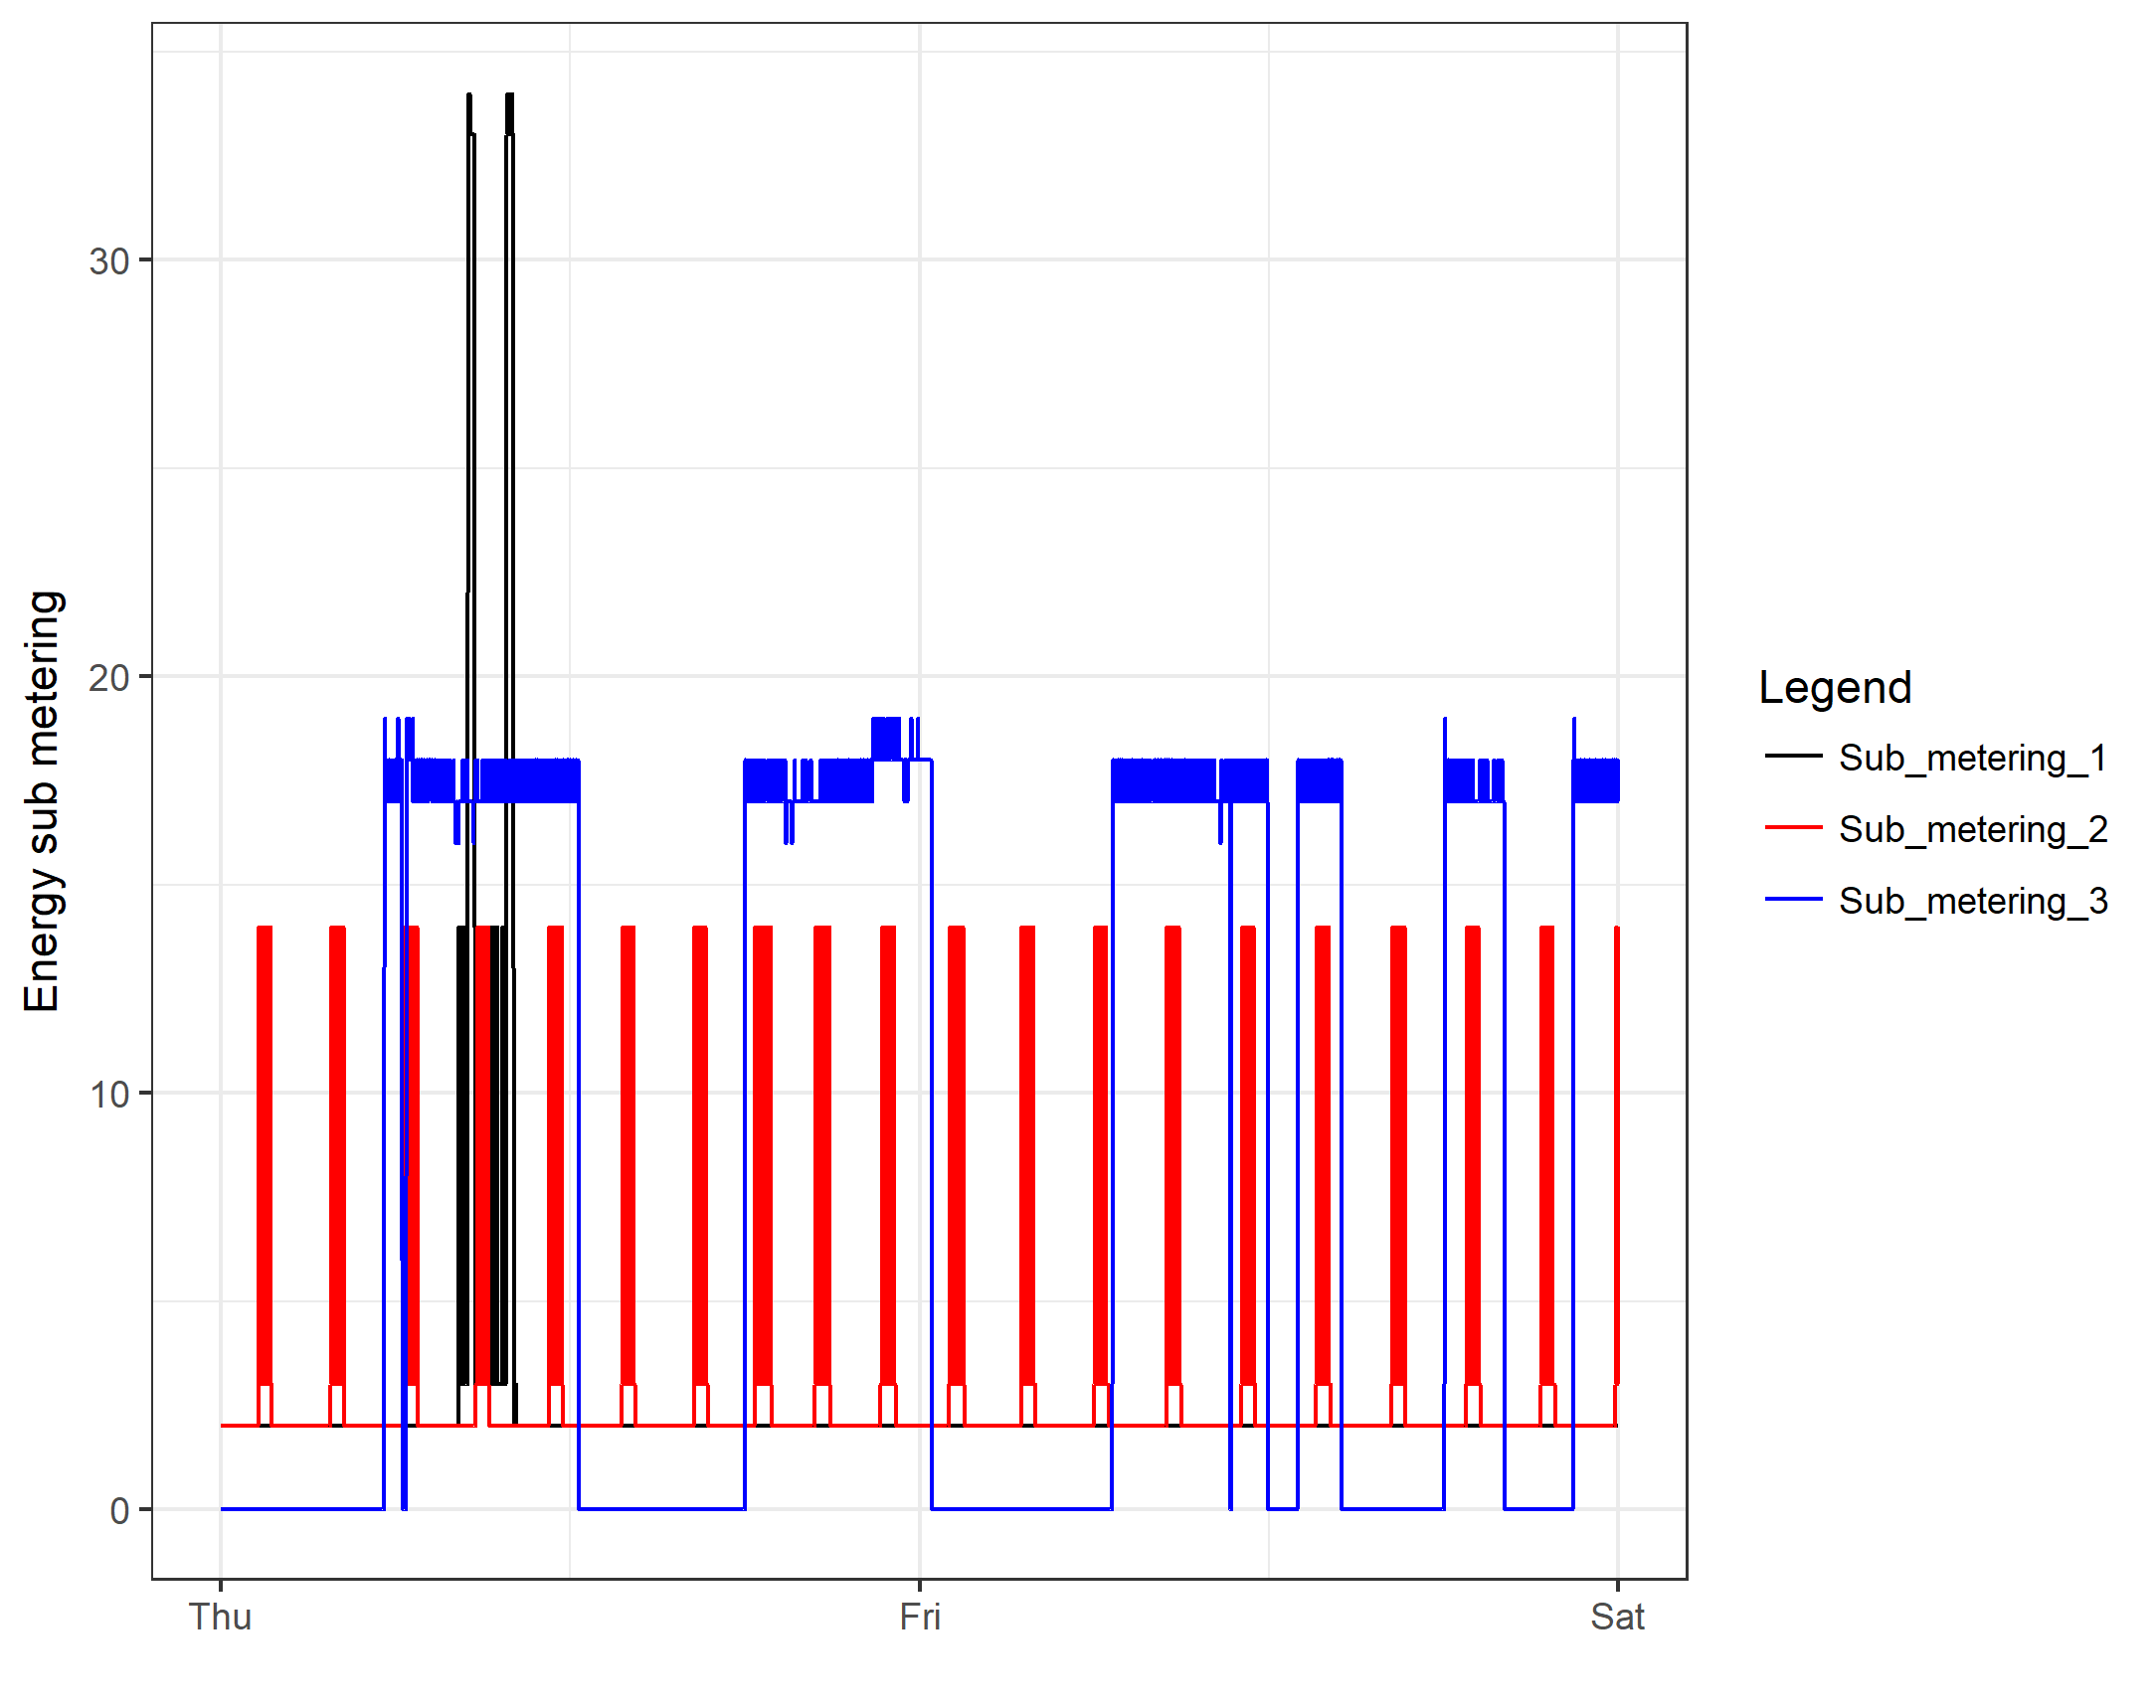 Energy sub metering
30
20
10
0
Thu
Fri
Sat
Legend
Sub_metering_1
Sub_metering_2
Sub_metering_3